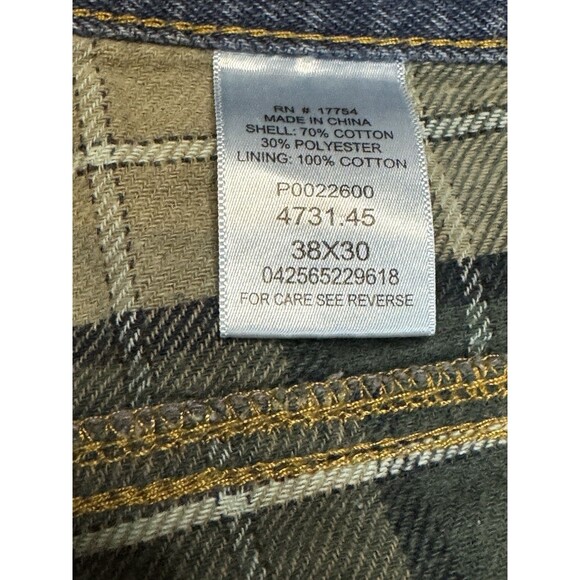 RN # 17754
MADE IN CHINA
SHELL: 70% COTTON
30% POLYESTER
LINING: 100% COTTON
P0022600
4731.45
38X30
042565229618
FOR CARE SEE REVERSE